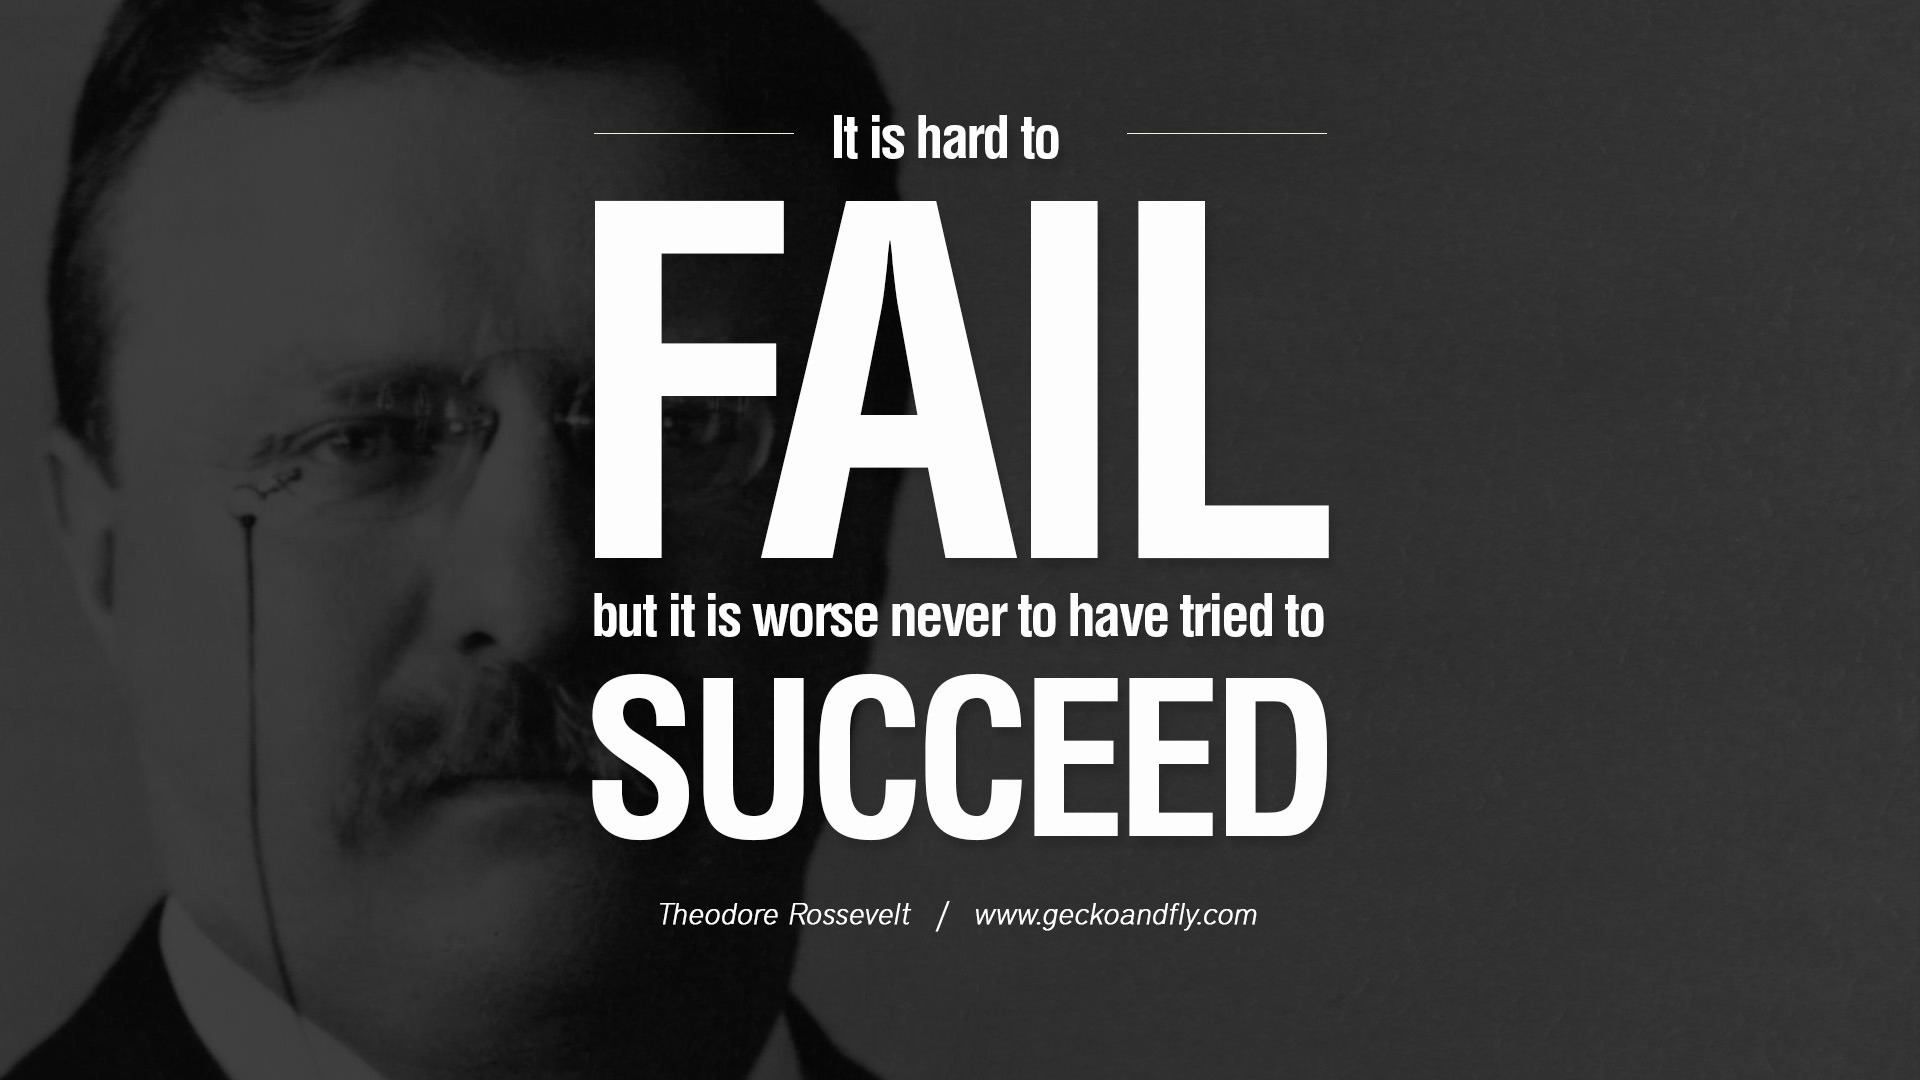 It is hard to
FAIL
but it is worse never to have tried to
SUCCEED
Theodore Rossevelt / www.geckoandfly.com